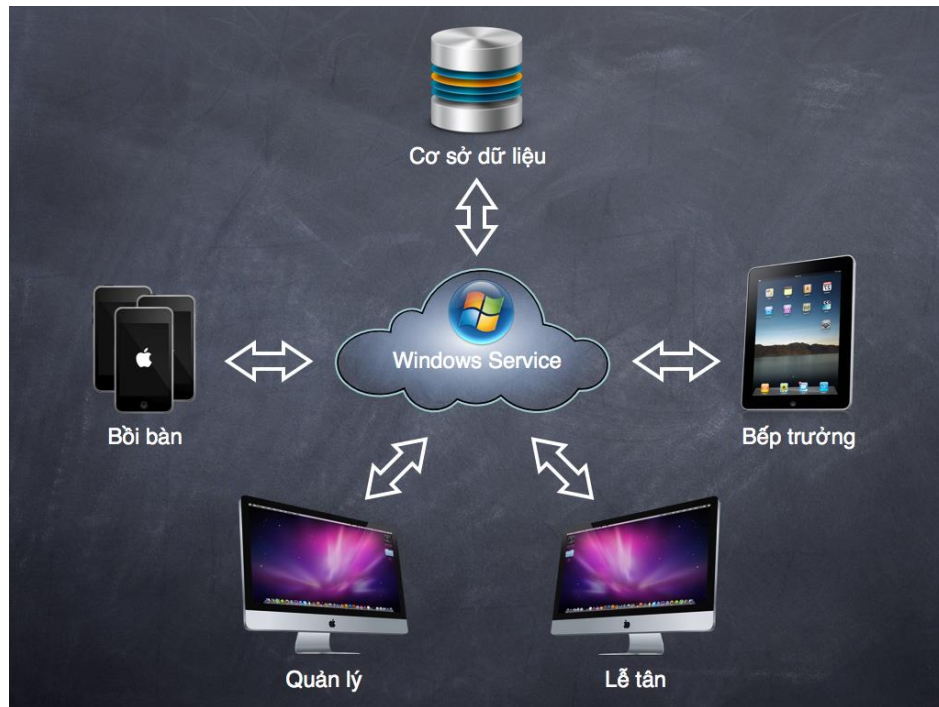 Cơ sở dữ liệu
Windows Service
Bồi bàn
Bếp trưởng
Quản lý
Lễ tân